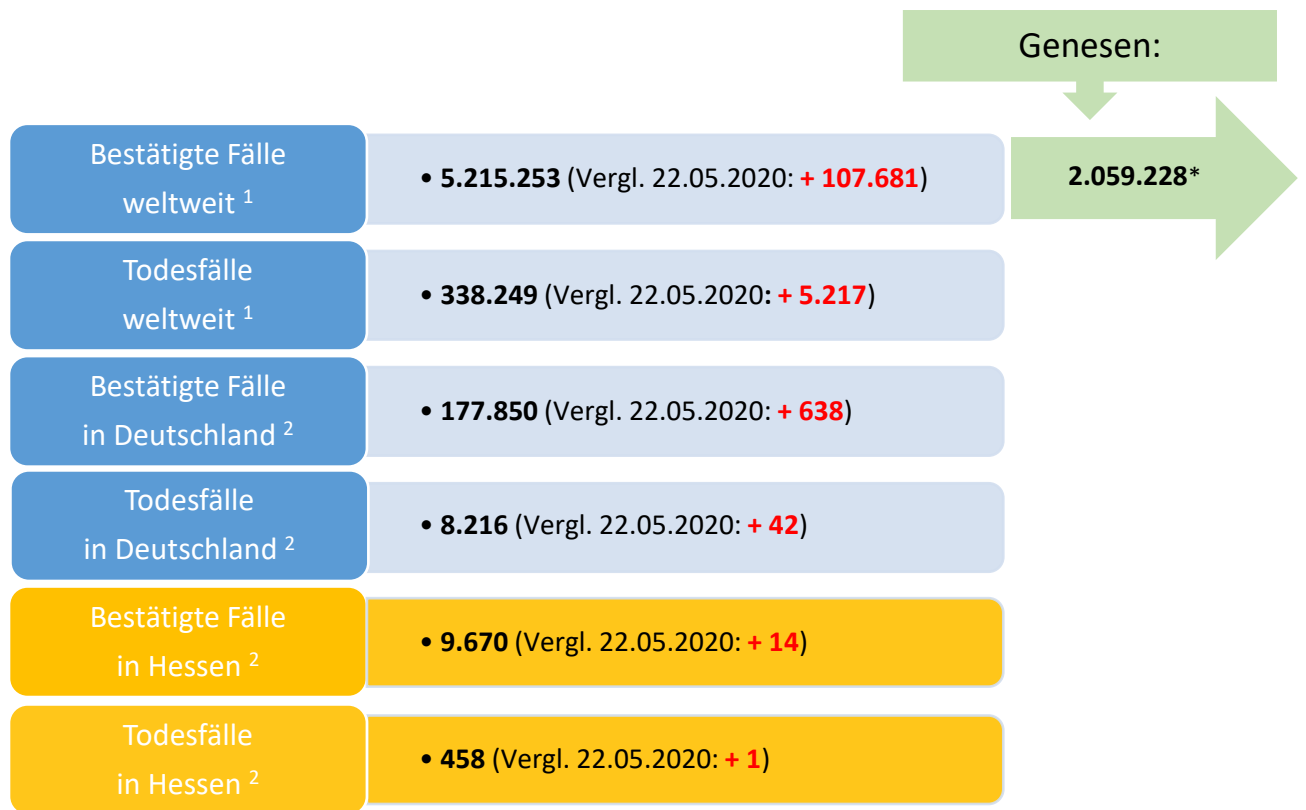 Genesen:
Bestätigte Fälle
weltweit ¹
• 5.215.253 (Vergl. 22.05.2020: + 107.681)
2.059.228*
Todesfälle
weltweit ¹
• 338.249 (Vergl. 22.05.2020: + 5.217)
Bestätigte Fälle
in Deutschland ²
• 177.850 (Vergl. 22.05.2020: + 638)
Todesfälle
in Deutschland ²
• 8.216 (Vergl. 22.05.2020: + 42)
Bestätigte Fälle
in Hessen ²
• 9.670 (Vergl. 22.05.2020: + 14)
Todesfälle
in Hessen ²
• 458 (Vergl. 22.05.2020: + 1)